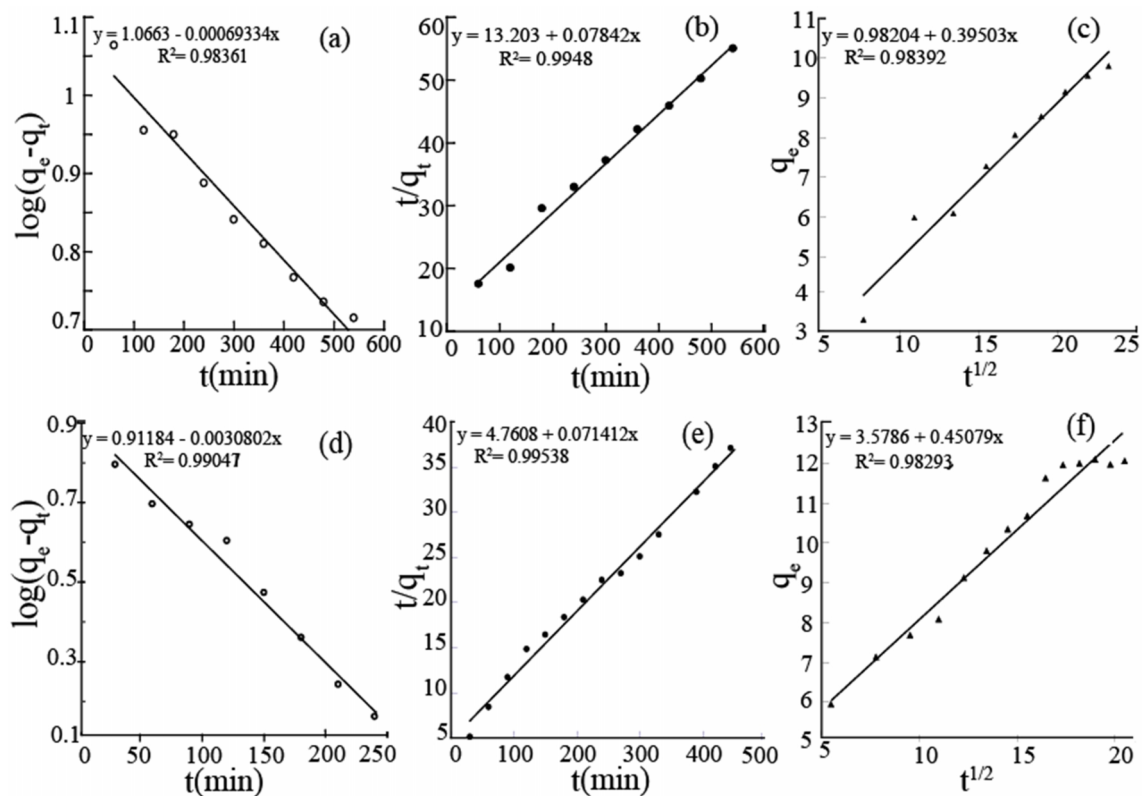 1.1
y = 1.0663 - 0.00069334x
R²= 0.98361
(a)
1
0.9
0.8
0.7
log(qe-qt)
0 100 200 300 400 500 600
t(min)
60
y = 13.203 + 0.07842x
R²= 0.9948
(b)
50
40
30
20
10
t/qt
0 100 200 300 400 500 600
t(min)
11
y = 0.98204 + 0.39503x
R²= 0.98392
(c)
10
9
8
7
6
5
4
3
qe
5 10 15 20 25
t1/2
0.9
y = 0.91184 - 0.0030802x
R²= 0.99047
(d)
0.7
0.5
0.3
0.1
log(qe-qt)
0 50 100 150 200 250
t(min)
40
y = 4.7608 + 0.071412x
R²= 0.99538
(e)
35
30
25
20
15
10
5
t/qt
0 100 200 300 400 500
t(min)
13
y = 3.5786 + 0.45079x
R²= 0.98293
(f)
12
11
10
9
8
7
6
5
qe
5 10 15 20
t1/2